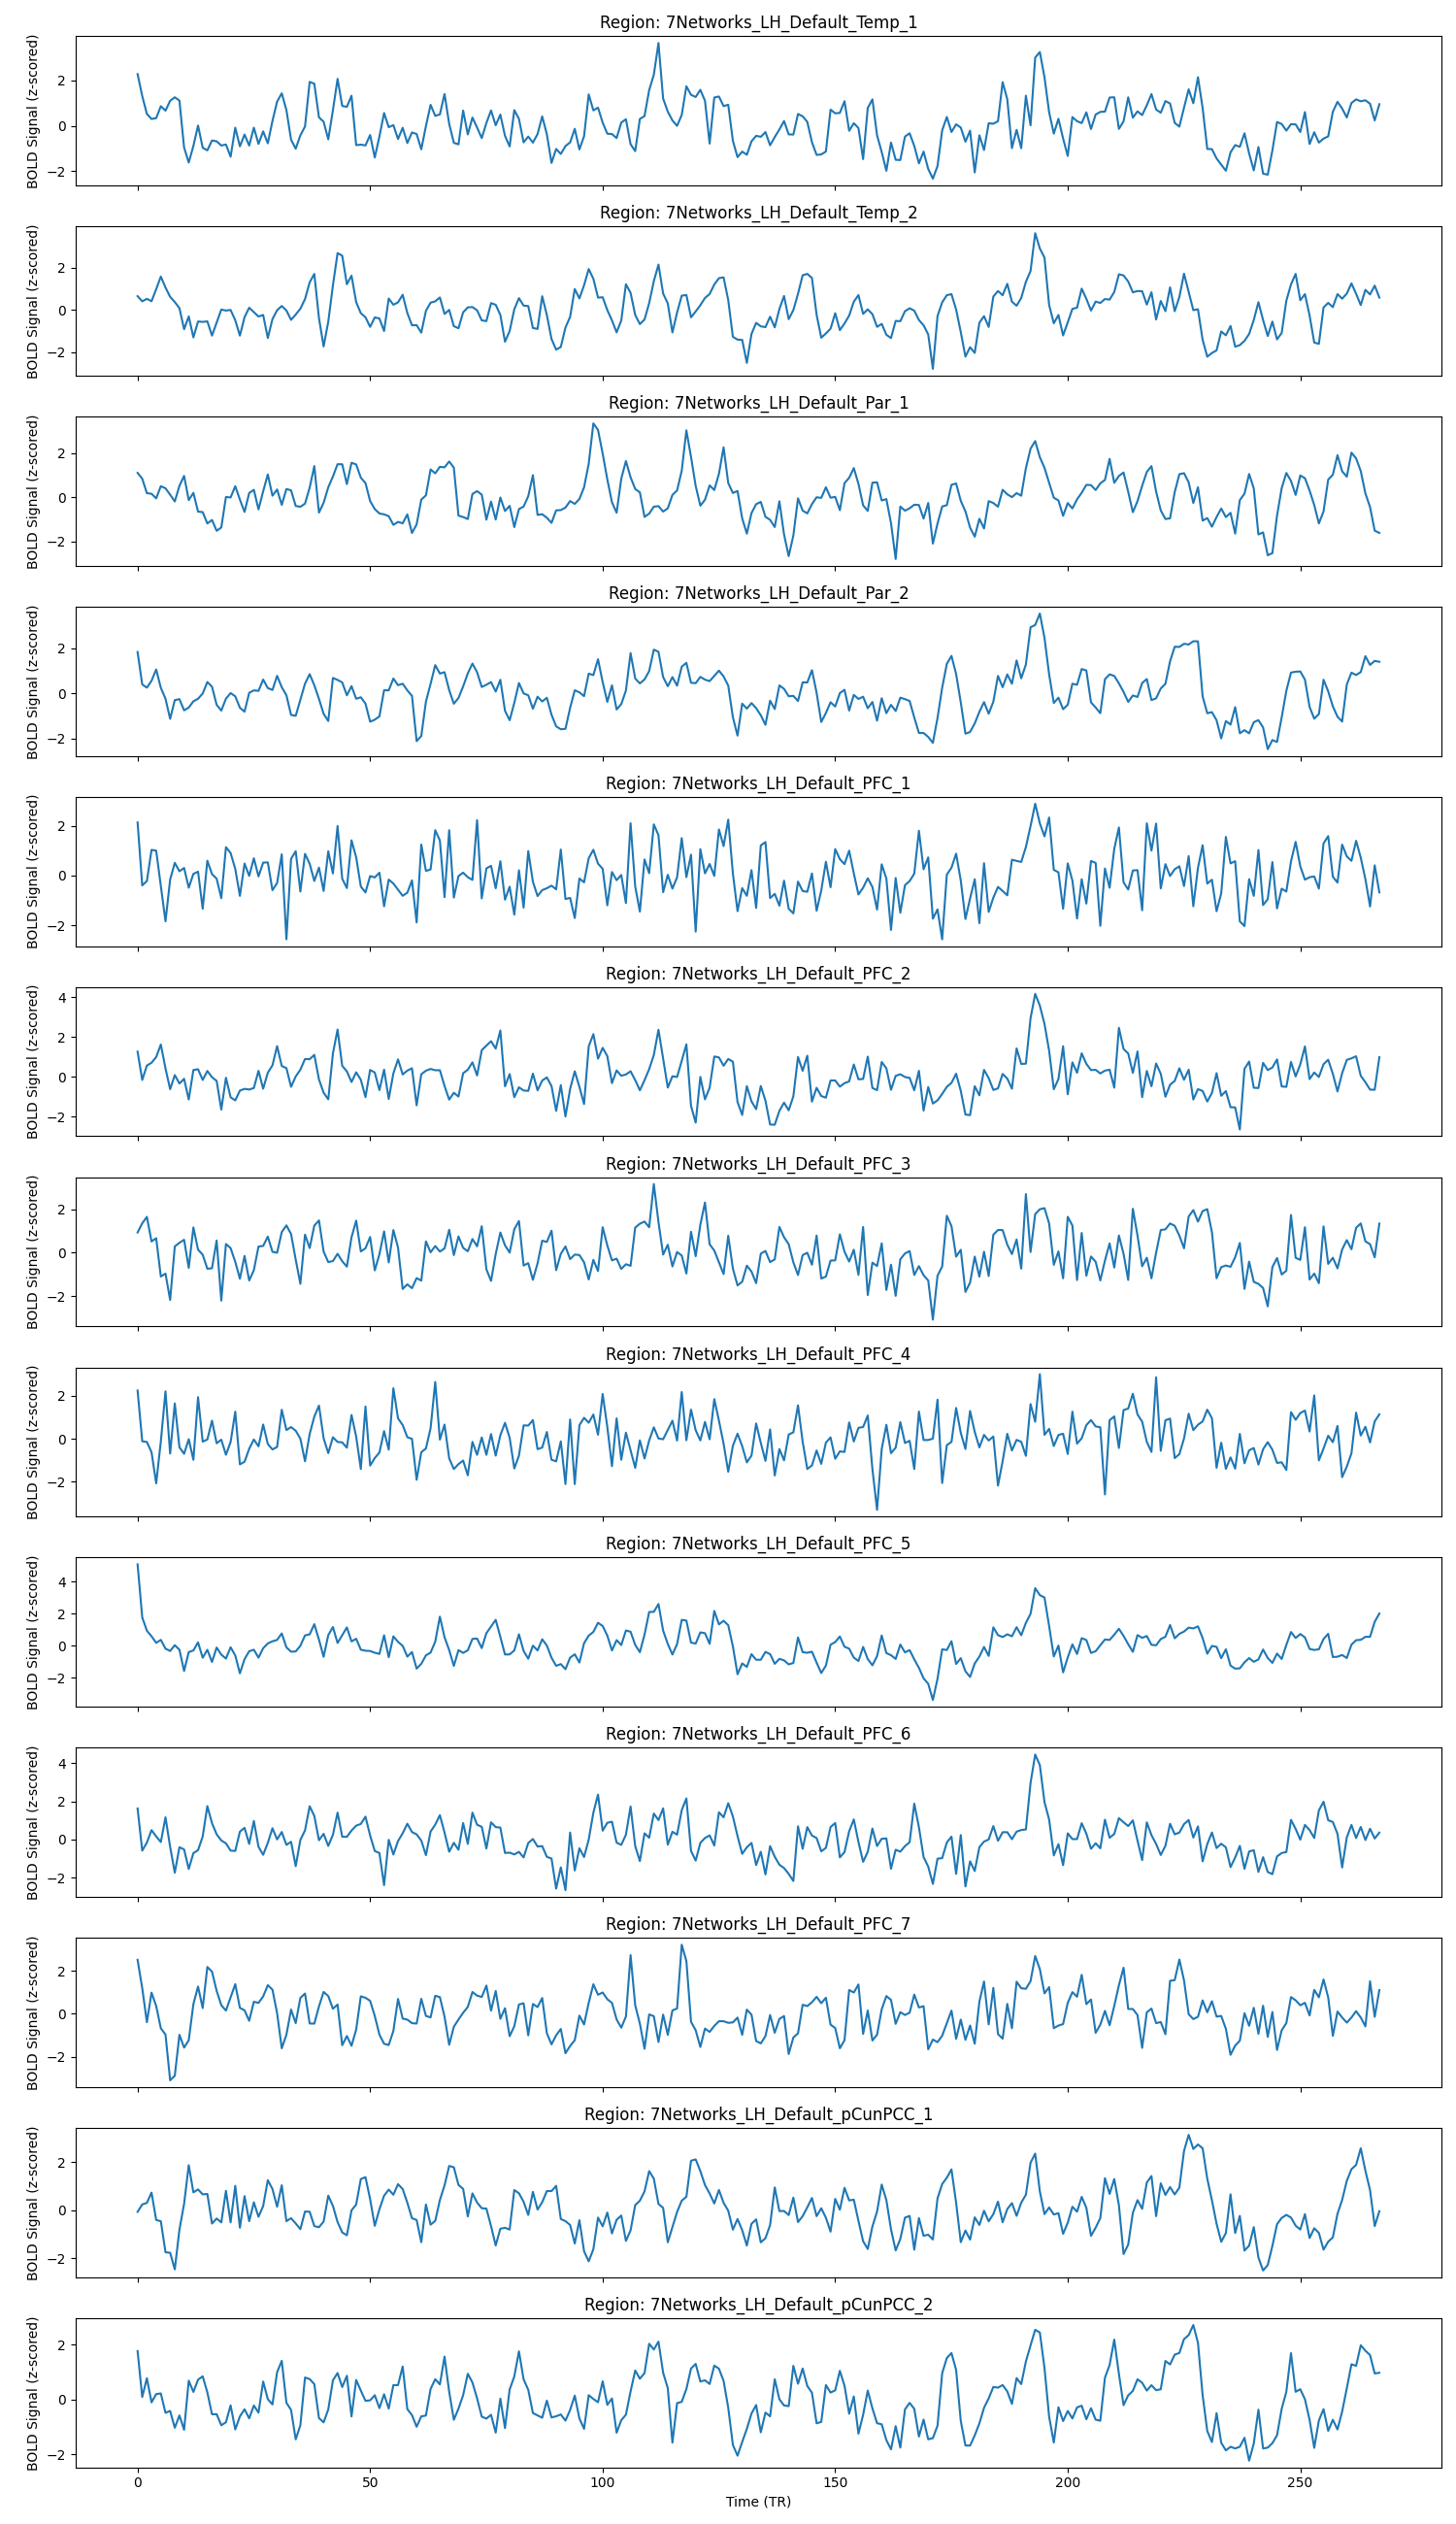 Region: 7Networks_LH_Default_Temp_1
BOLD Signal (z-scored)
2
0
−2
Region: 7Networks_LH_Default_Temp_2
BOLD Signal (z-scored)
2
0
−2
Region: 7Networks_LH_Default_Par_1
BOLD Signal (z-scored)
2
0
−2
Region: 7Networks_LH_Default_Par_2
BOLD Signal (z-scored)
2
0
−2
Region: 7Networks_LH_Default_PFC_1
BOLD Signal (z-scored)
2
0
−2
Region: 7Networks_LH_Default_PFC_2
BOLD Signal (z-scored)
4
2
0
−2
Region: 7Networks_LH_Default_PFC_3
BOLD Signal (z-scored)
2
0
−2
Region: 7Networks_LH_Default_PFC_4
BOLD Signal (z-scored)
2
0
−2
Region: 7Networks_LH_Default_PFC_5
BOLD Signal (z-scored)
4
2
0
−2
Region: 7Networks_LH_Default_PFC_6
BOLD Signal (z-scored)
4
2
0
−2
Region: 7Networks_LH_Default_PFC_7
BOLD Signal (z-scored)
2
0
−2
Region: 7Networks_LH_Default_pCunPCC_1
BOLD Signal (z-scored)
2
0
−2
Region: 7Networks_LH_Default_pCunPCC_2
BOLD Signal (z-scored)
2
0
−2
0 50 100 150 200 250
Time (TR)